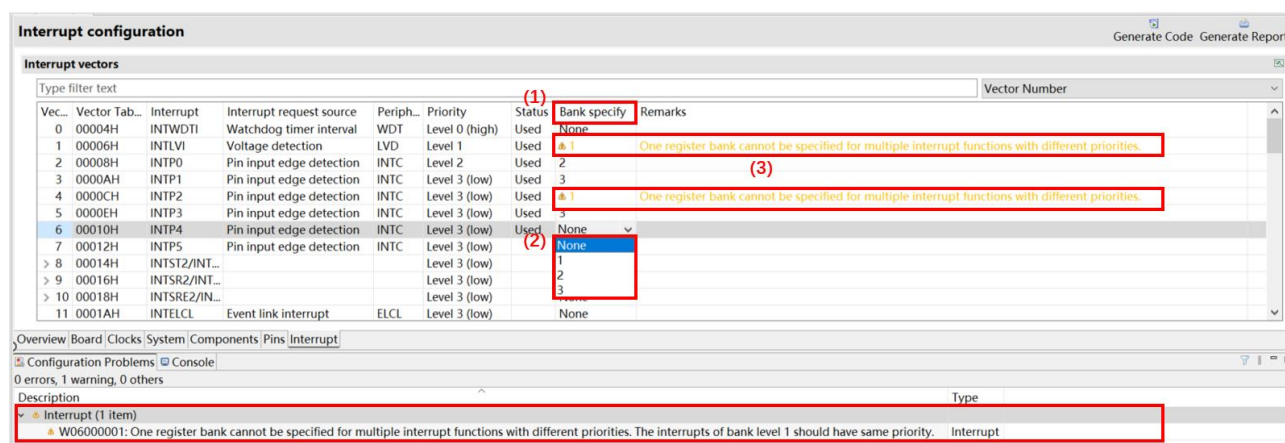 Interrupt configuration
Generate Code Generate Report
Interrupt vectors
Type filter text Vector Number
(1)
Vec... Vector Tab... Interrupt Interrupt request source Periph... Priority Status Bank specify Remarks
0 00004H INTWDTI Watchdog timer interval WDT Level 0 (high) Used None
1 00006H INTLVI Voltage detection LVD Level 1 Used 1 One register bank cannot be specified for multiple interrupt functions with different priorities.
2 00008H INTP0 Pin input edge detection INTC Level 2 Used 2
(3)
3 0000AH INTP1 Pin input edge detection INTC Level 3 (low) Used 3
4 0000CH INTP2 Pin input edge detection INTC Level 3 (low) Used 1 One register bank cannot be specified for multiple interrupt functions with different priorities.
5 0000EH INTP3 Pin input edge detection INTC Level 3 (low) Used 3
6 00010H INTP4 Pin input edge detection INTC Level 3 (low) Used None
(2)
7 00012H INTP5 Pin input edge detection INTC Level 3 (low) None
8 00014H INTST2/INT... Level 3 (low) 1
9 00016H INTSR2/INT... Level 3 (low) 2
10 00018H INTSRE2/IN... Level 3 (low) 3
11 0001AH INTELCL Event link interrupt ELCL Level 3 (low) None
Overview Board Clocks System Components Pins Interrupt
Configuration Problems Console
0 errors, 1 warning, 0 others
Description Type
Interrupt (1 item)
W06000001: One register bank cannot be specified for multiple interrupt functions with different priorities. The interrupts of bank level 1 should have same priority. Interrupt